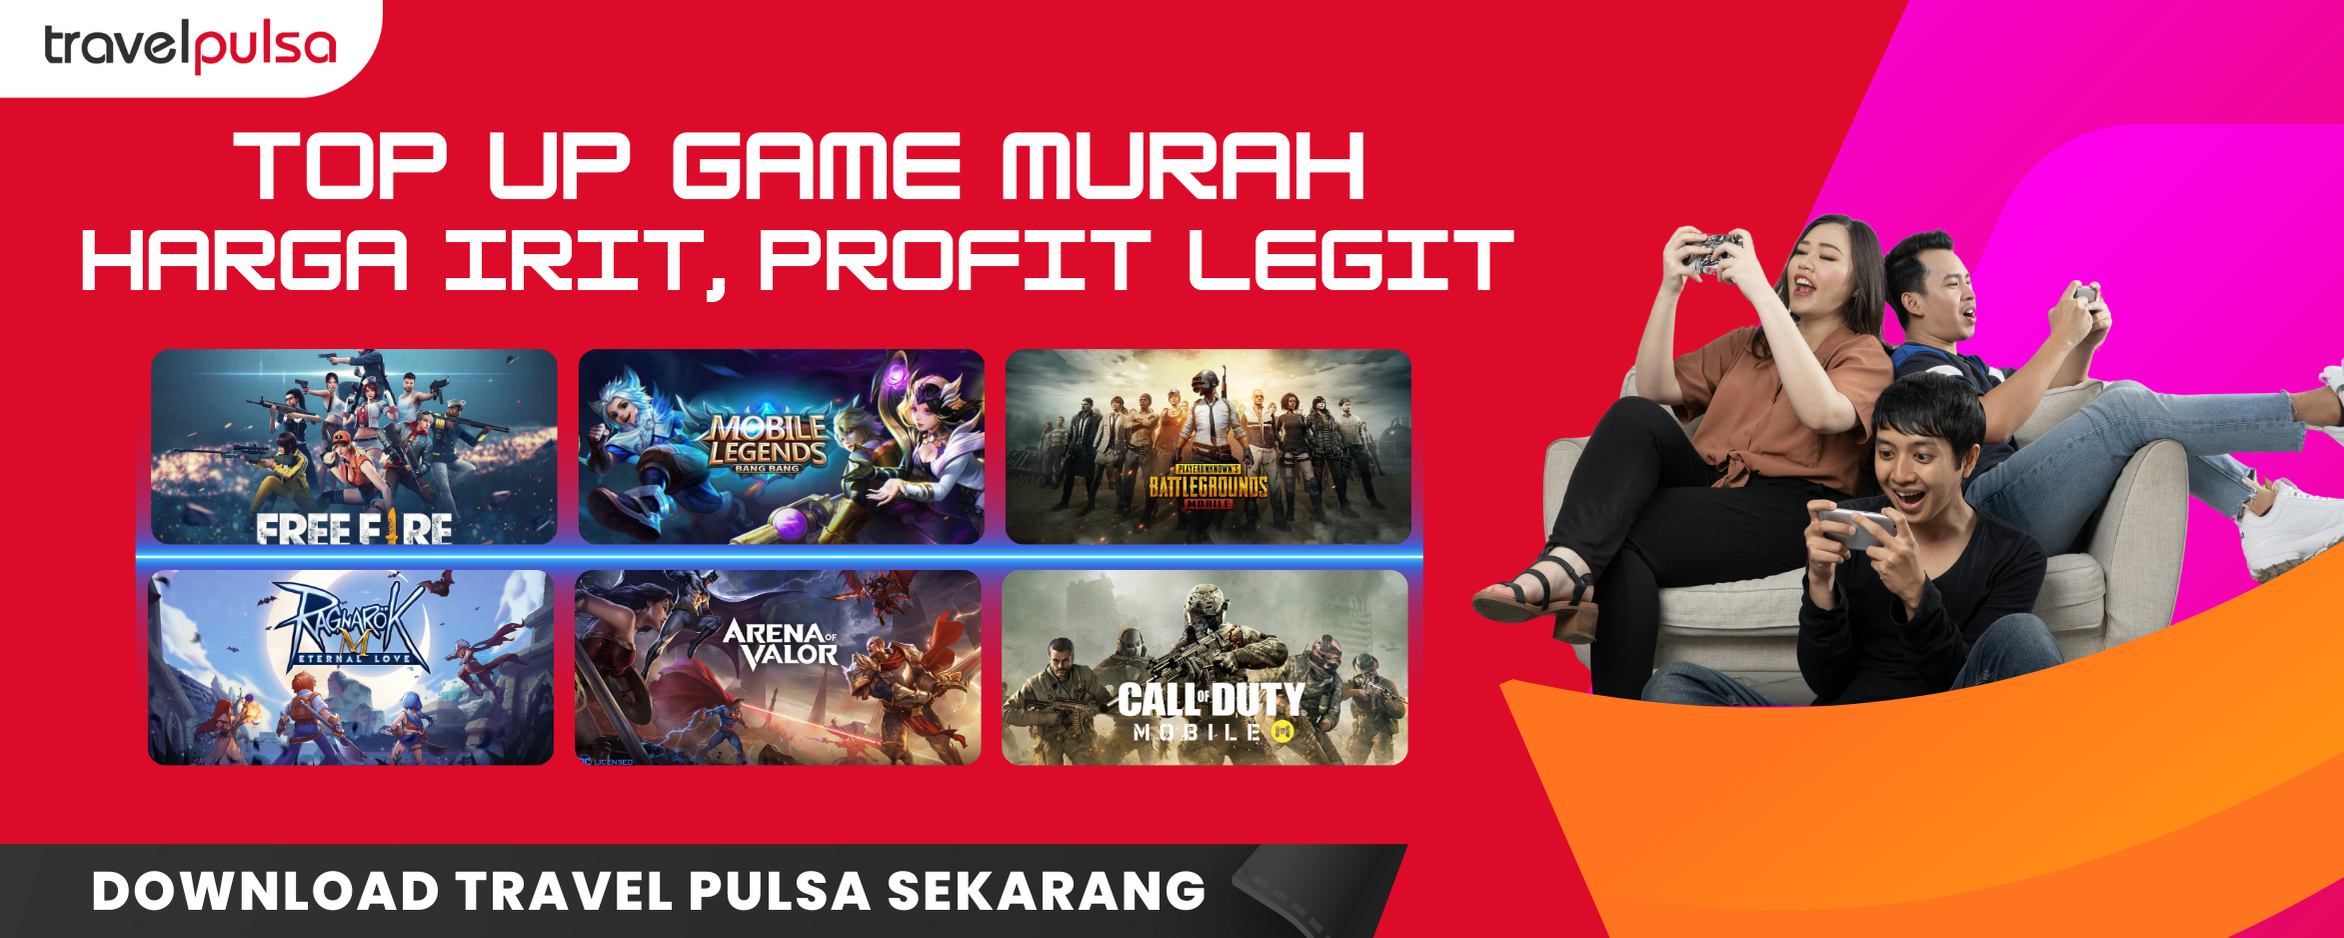 travelpulsa
TOP UP GAME MURAH
HARGA IRIT, PROFIT LEGIT
FREE FIRE
MOBILE
LEGENDS
BANG BANG
PLAYERUNKNOWN'S
BATTLEGROUNDS
MOBILE
RAGNARÖK
M
ETERNAL LOVE
ARENA OF
VALOR
LICENSED
CALL OF DUTY
MOBILE
DOWNLOAD TRAVEL PULSA SEKARANG